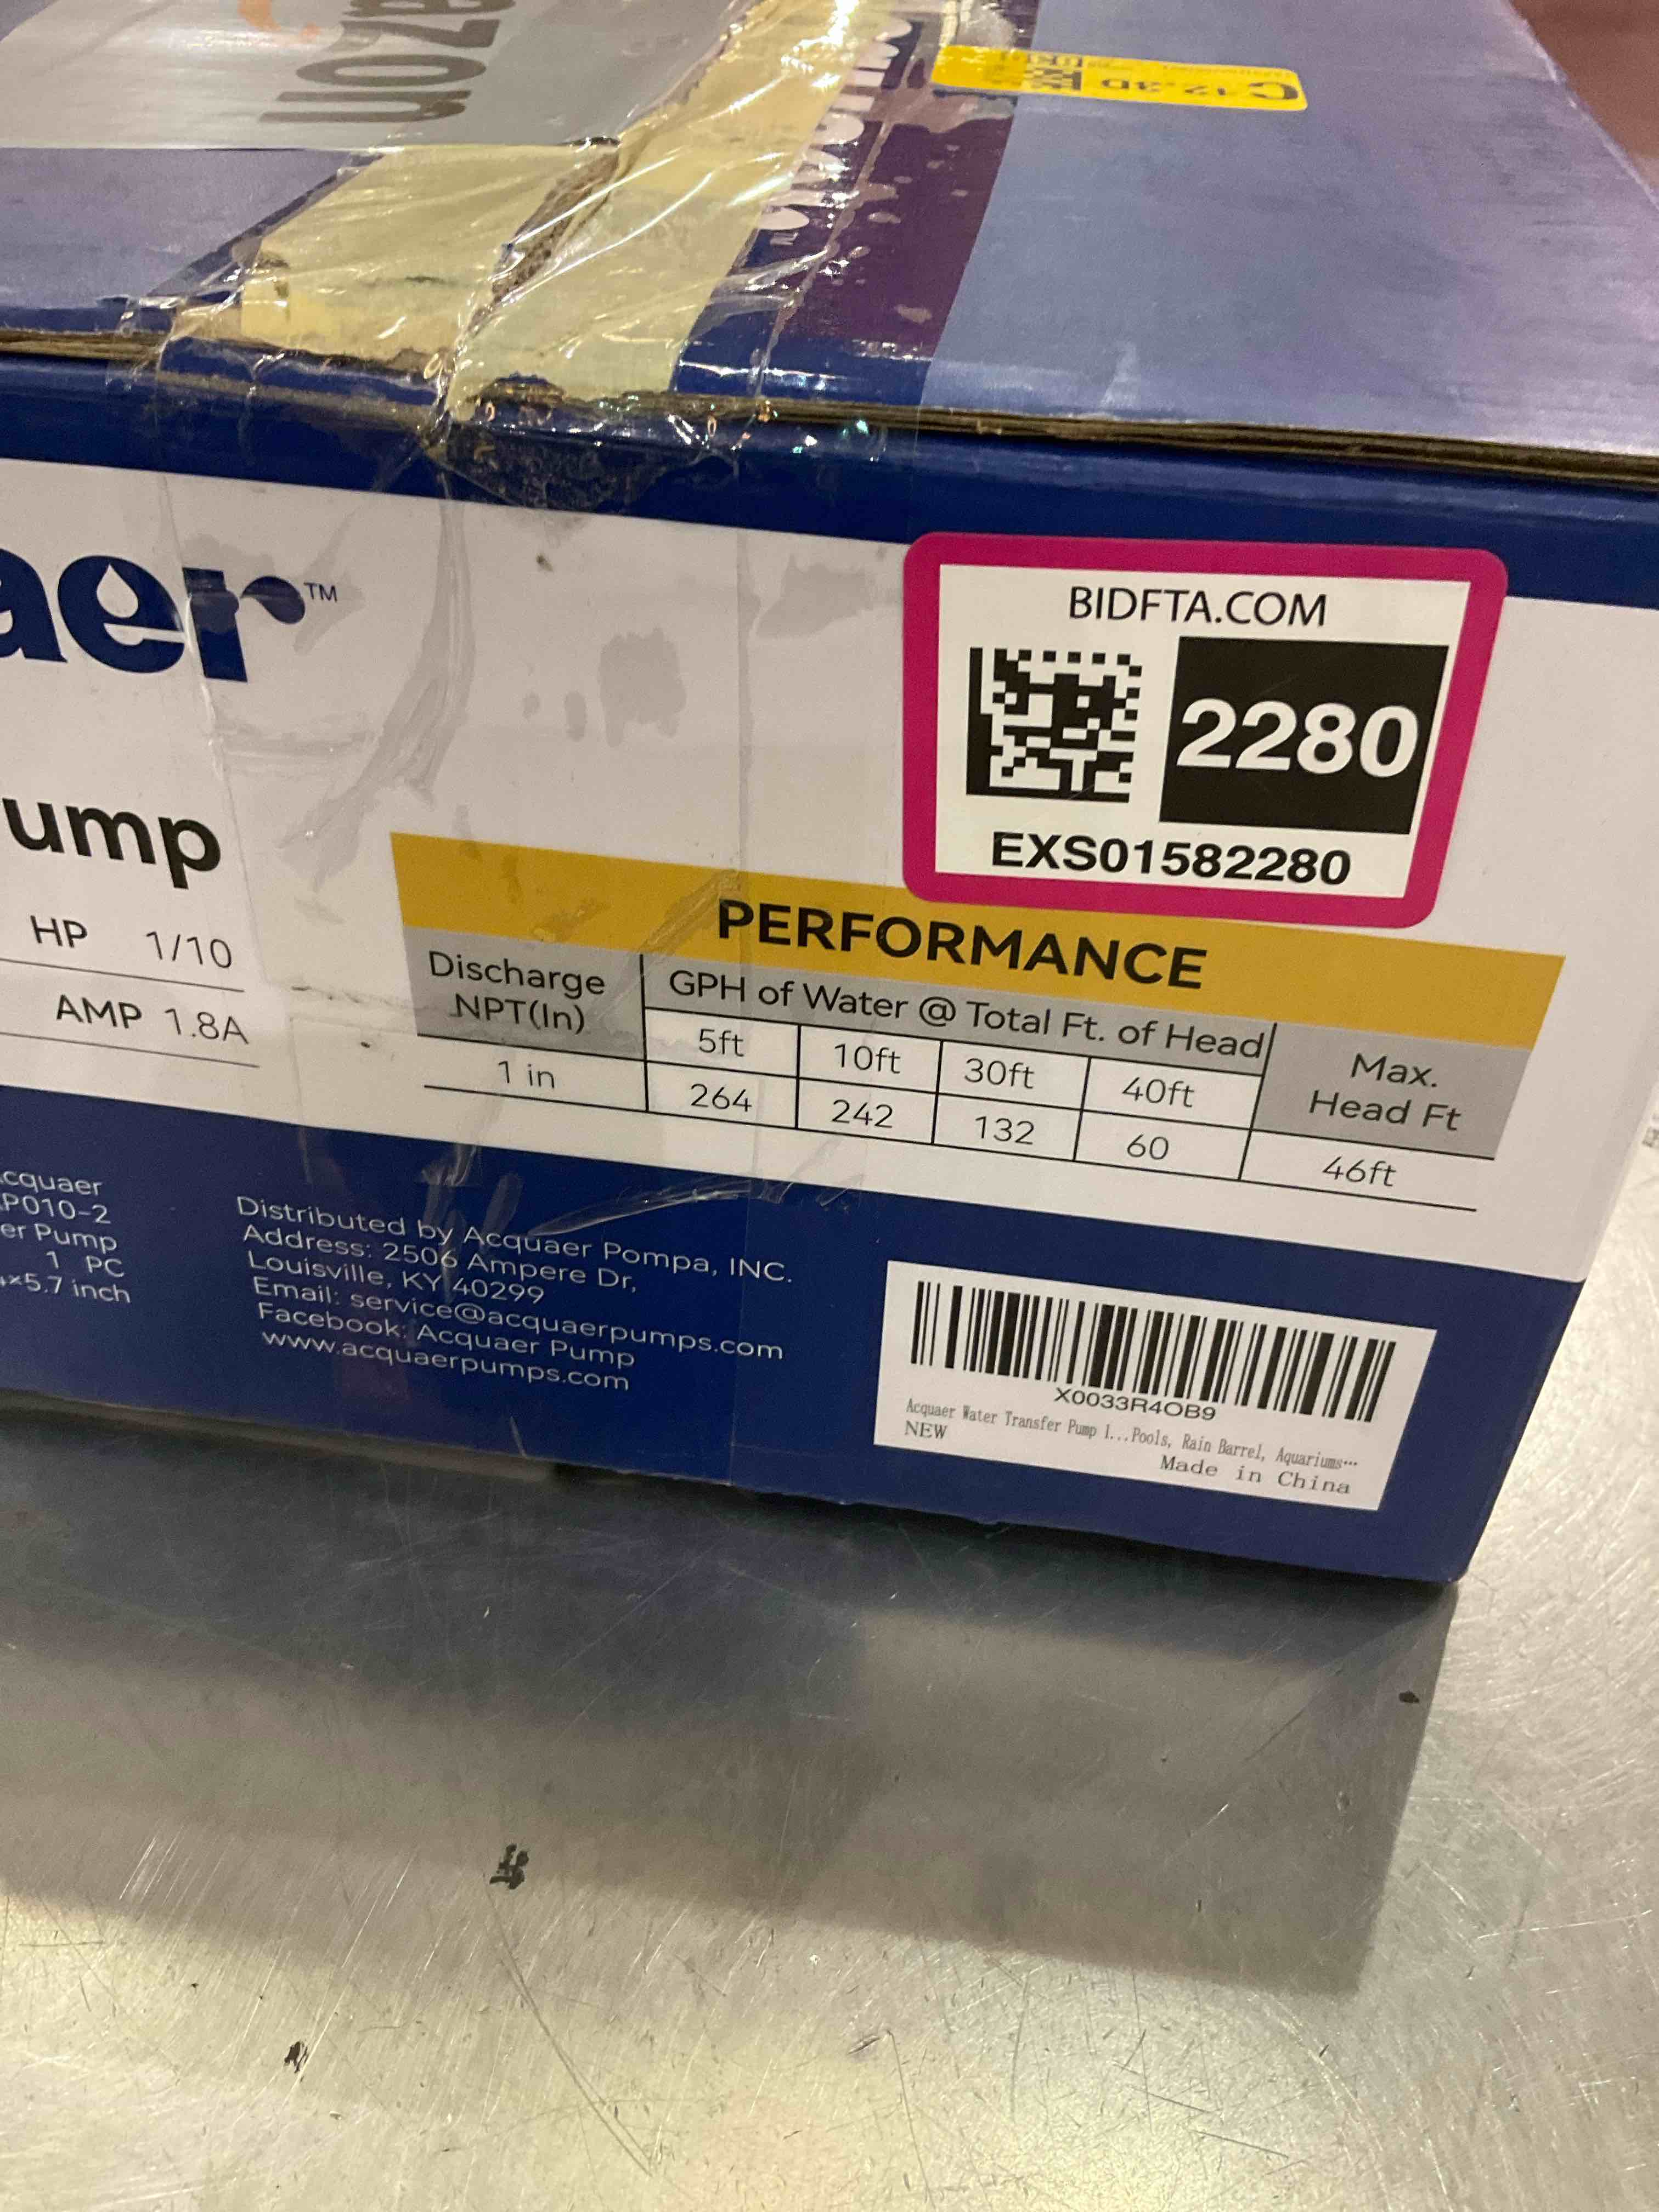 C 12.3D
aer™
BIDFTA.COM
2280
EXS01582280
ump
HP 1/10
AMP 1.8A
PERFORMANCE
Discharge NPT(In) GPH of Water @ Total Ft. of Head Max. Head Ft
5ft 10ft 30ft 40ft
1 in 264 242 132 60 46ft
cquaer
P010-2
er Pump
1 PC
×5.7 inch
Distributed by Acquaer Pompa, INC.
Address: 2506 Ampere Dr,
Louisville, KY 40299
Email: service@acquaerpumps.com
Facebook: Acquaer Pump
www.acquaerpumps.com
X0033R4OB9
Acquaer Water Transfer Pump 1...Pools, Rain Barrel, Aquariums…
NEW
Made in China